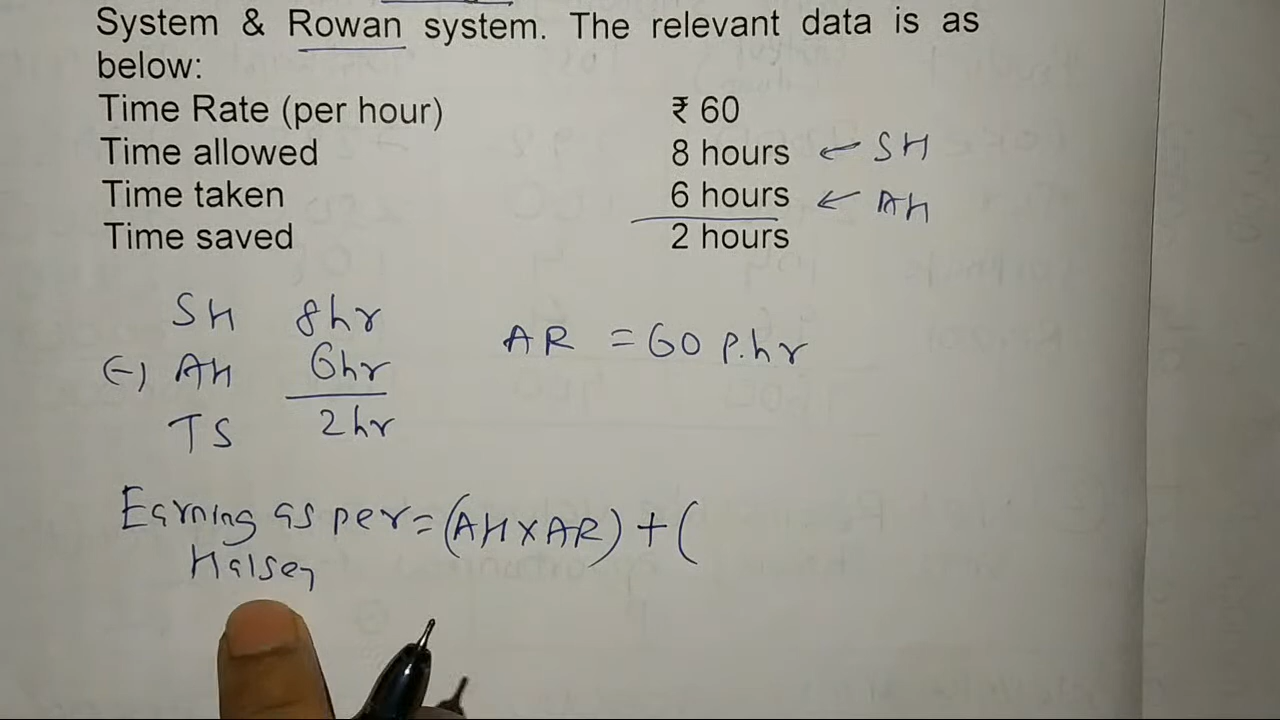 System & Rowan system. The relevant data is as
below:
Time Rate (per hour) ₹ 60
Time allowed 8 hours ← SH
Time taken 6 hours ← AH
Time saved 2 hours
SH 8hr
(-) AH 6hr
TS 2hr
AR = 60 P.hr
Earning as per = (AH X AR) + (
Halsey